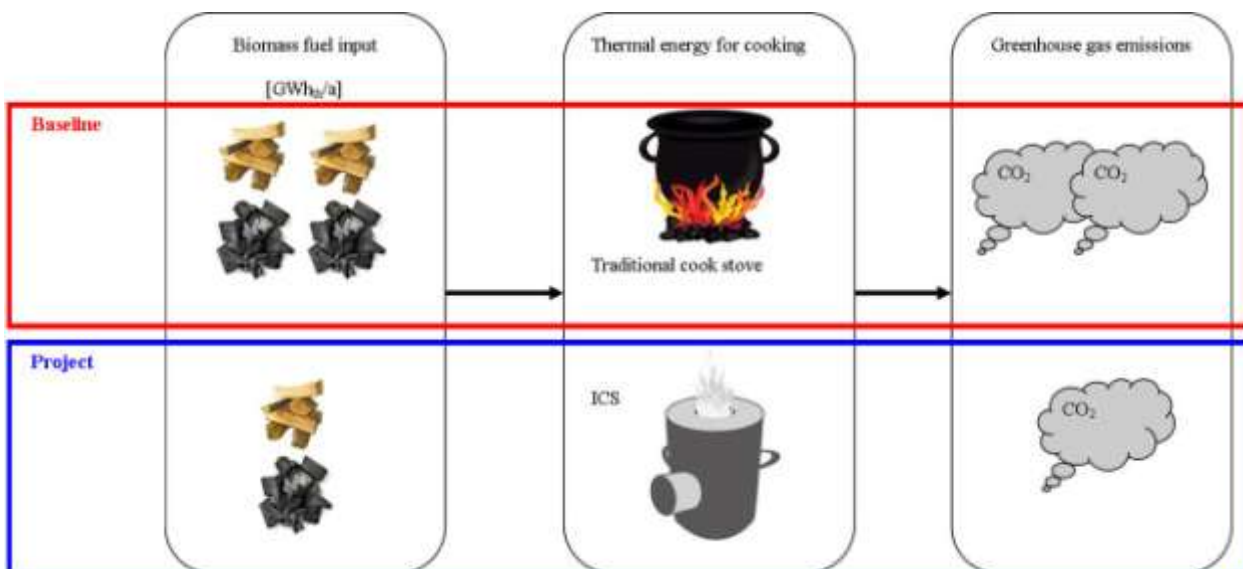 Biomass fuel input
[GWhth/a]
Thermal energy for cooking
Greenhouse gas emissions
Baseline
CO₂
CO₂
Traditional cook stove
Project
ICS
CO₂